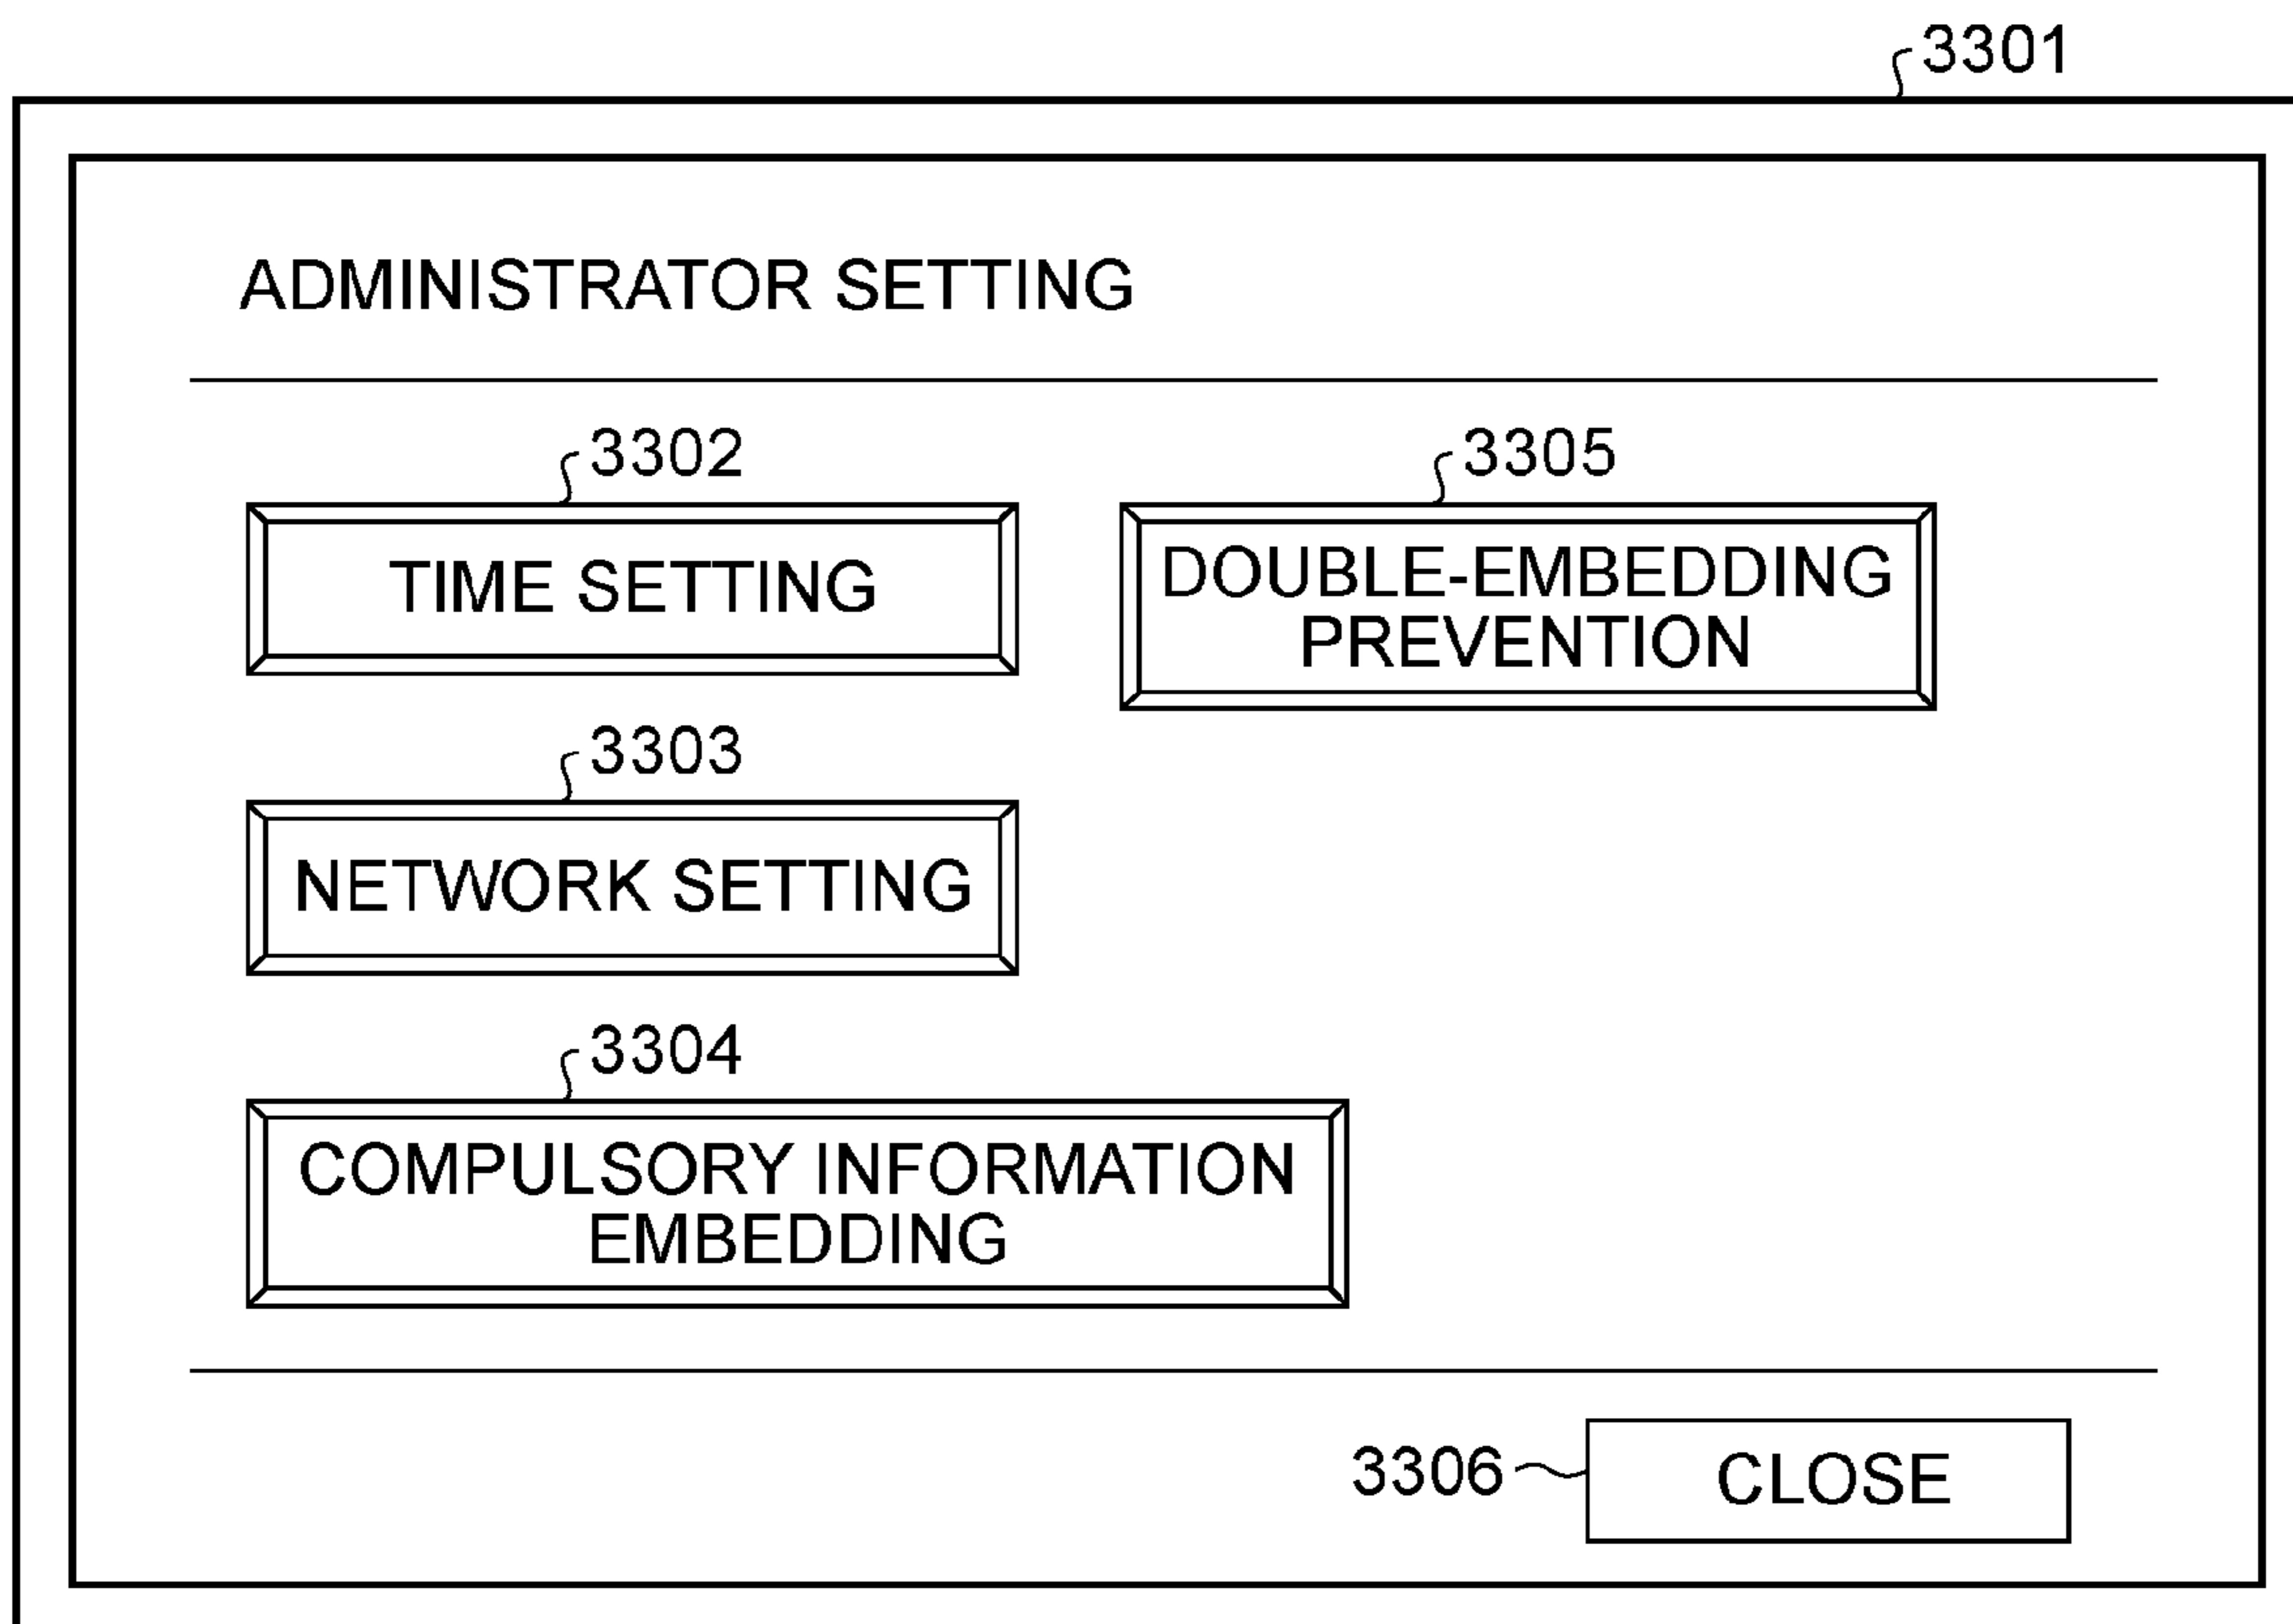 3301
ADMINISTRATOR SETTING
3302
TIME SETTING
3305
DOUBLE-EMBEDDING
PREVENTION
3303
NETWORK SETTING
3304
COMPULSORY INFORMATION
EMBEDDING
3306
CLOSE